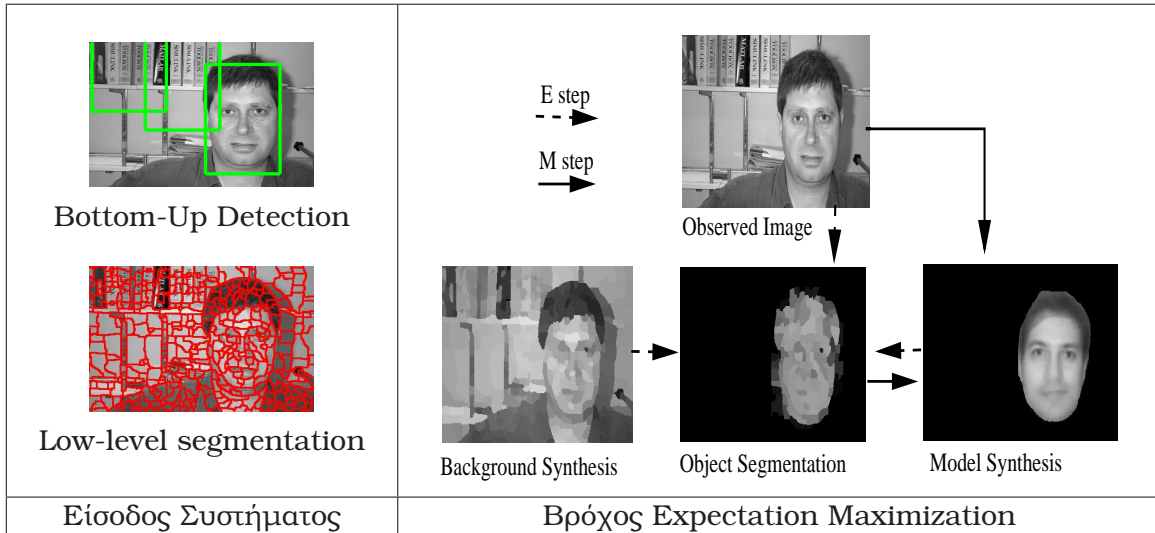 Bottom-Up Detection
Low-level segmentation
Είσοδος Συστήματος
E step
M step
MATLAB
Observed Image
Background Synthesis
Object Segmentation
Model Synthesis
Βρόχος Expectation Maximization